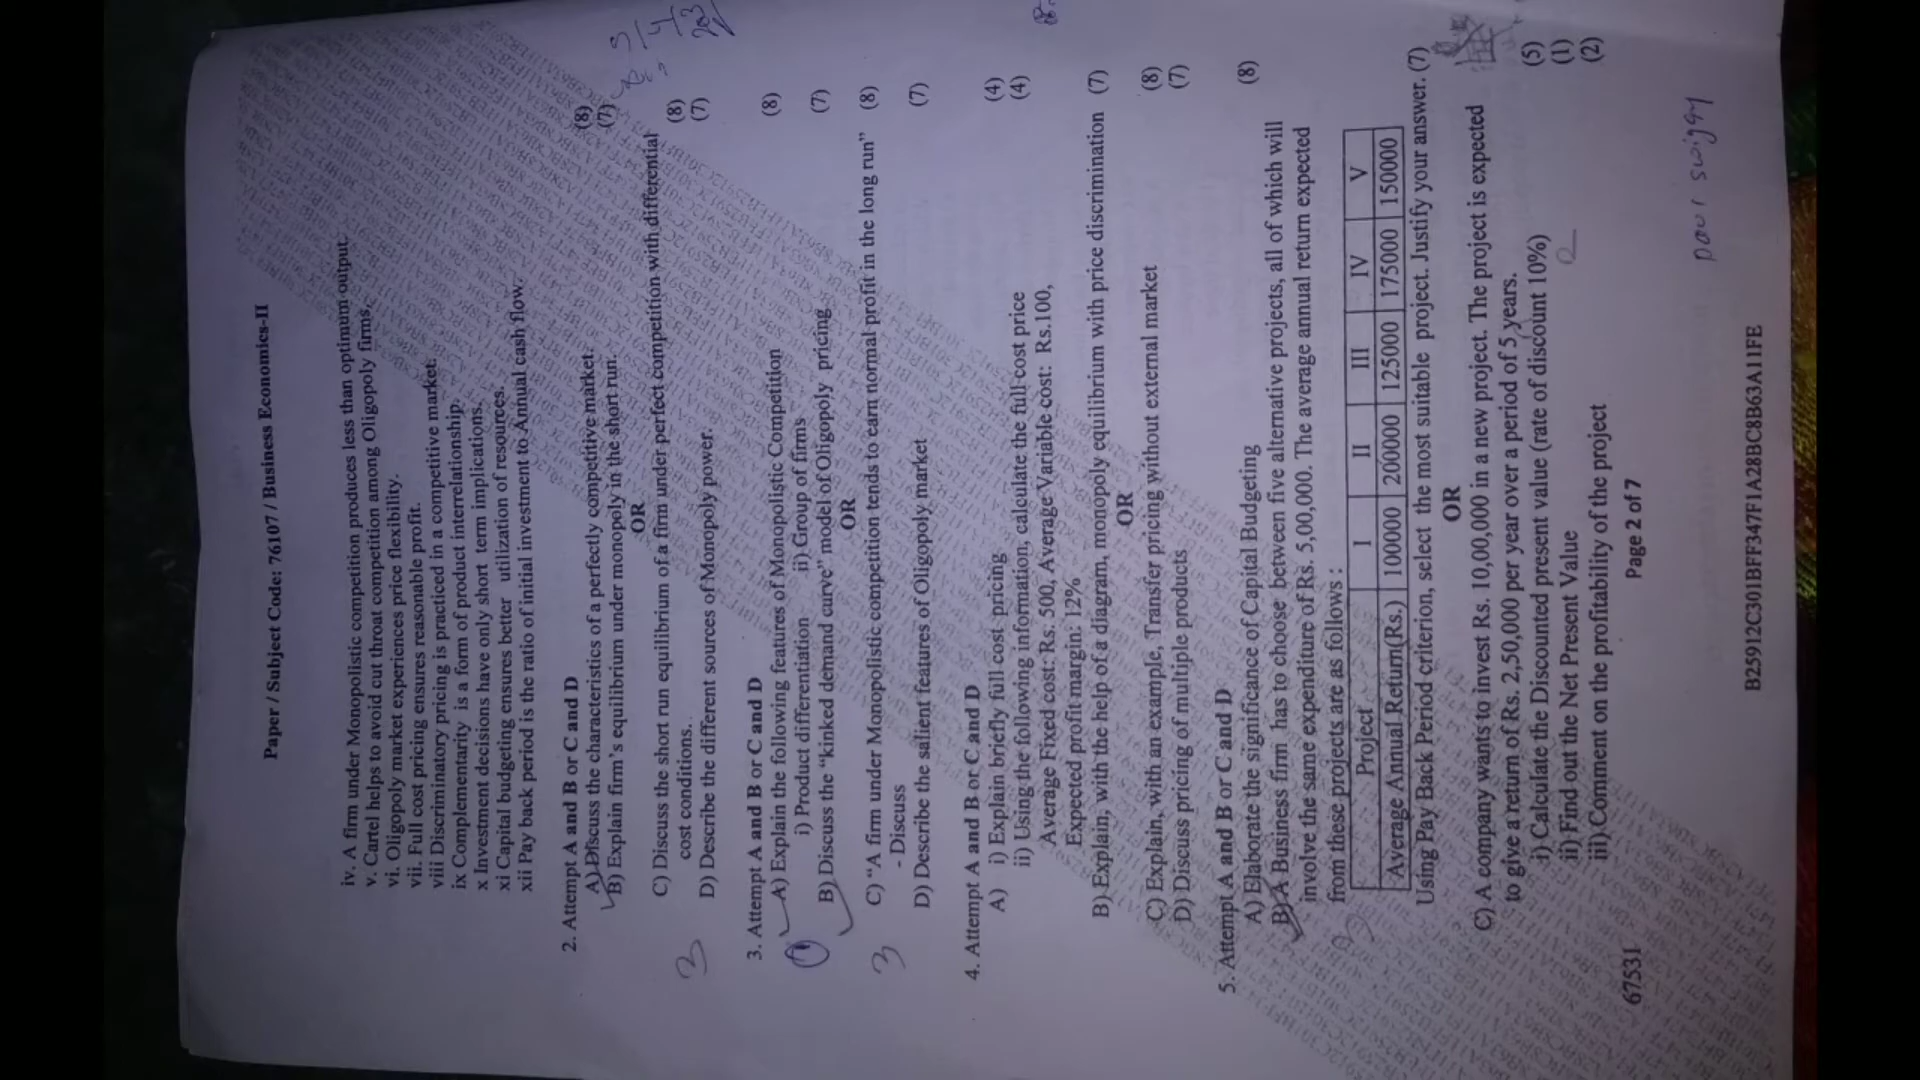 Paper / Subject Code: 76107 / Business Economics-II
iv. A firm under Monopolistic competition produces less than optimum output.
v. Cartel helps to avoid cut throat competition among Oligopoly firms.
vi. Oligopoly market experiences price flexibility.
vii. Full cost pricing ensures reasonable profit.
viii Discriminatory pricing is practiced in a competitive market.
ix Complementarity is a form of product interrelationship.
x Investment decisions have only short term implications.
xi Capital budgeting ensures better utilization of resources.
xii Pay back period is the ratio of initial investment to Annual cash flow.
2. Attempt A and B or C and D
A) Discuss the characteristics of a perfectly competitive market. (8)
B) Explain firm's equilibrium under monopoly in the short run. (7)
OR
C) Discuss the short run equilibrium of a firm under perfect competition with differential (8)
cost conditions.
D) Describe the different sources of Monopoly power. (7)
3
3. Attempt A and B or C and D
A) Explain the following features of Monopolistic Competition (8)
i) Product differentiation ii) Group of firms
B) Discuss the “kinked demand curve” model of Oligopoly pricing (7)
1
OR
C) “A firm under Monopolistic competition tends to earn normal profit in the long run” (8)
- Discuss
3
D) Describe the salient features of Oligopoly market (7)
4. Attempt A and B or C and D
A) i) Explain briefly full cost pricing (4)
ii) Using the following information, calculate the full cost price (4)
Average Fixed cost: Rs. 500, Average Variable cost: Rs.100,
Expected profit margin: 12%
B) Explain, with the help of a diagram, monopoly equilibrium with price discrimination (7)
OR
C) Explain, with an example, Transfer pricing without external market (8)
D) Discuss pricing of multiple products (7)
5. Attempt A and B or C and D
A) Elaborate the significance of Capital Budgeting (8)
B) A Business firm has to choose between five alternative projects, all of which will
involve the same expenditure of Rs. 5,00,000. The average annual return expected
from these projects are as follows :
Project I II III IV V
Average Annual Return(Rs.) 100000 200000 125000 175000 150000
Using Pay Back Period criterion, select the most suitable project. Justify your answer. (7)
OR
C) A company wants to invest Rs. 10,00,000 in a new project. The project is expected
to give a return of Rs. 2,50,000 per year over a period of 5 years.
i) Calculate the Discounted present value (rate of discount 10%) (5)
ii) Find out the Net Present Value (1)
iii) Comment on the profitability of the project (2)
67531
Page 2 of 7
B25912C301BFF347F1A28BC8B63A11FE